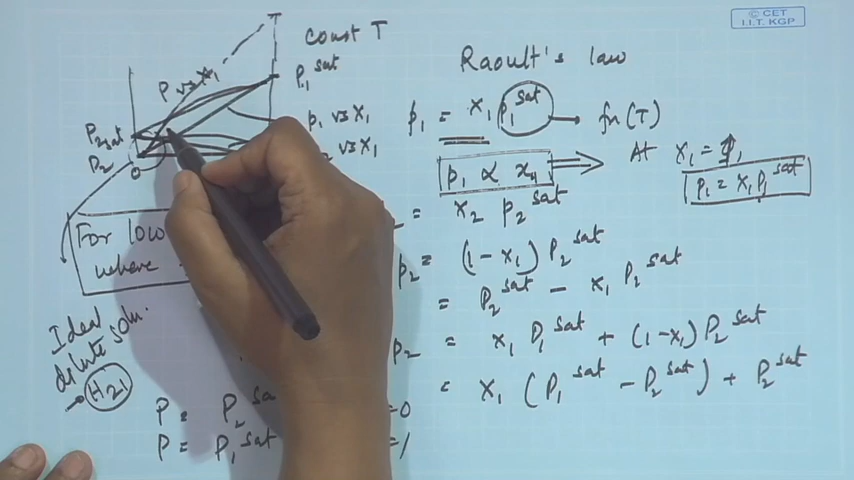 © CET
I.I.T. KGP
const T
Raoult's law
P₁ sat
P vs x₁
p₁ = x₁ p₁ sat → fn(T)
p₁ vs x₁
P₂ sat
vs x₁
P₂
0
p₁ ∝ x₁
At x₁ = 1,
p₁ = x₁ p₁ sat
= x₂ p₂ sat
For low
where
p₂ = (1 - x₁) P₂ sat
= P₂ sat - x₁ P₂ sat
Ideal
dilute soln.
→ H₂₁
p₂ = x₁ P₁ sat + (1-x₁) P₂ sat
= x₁ (P₁ sat - P₂ sat) + P₂ sat
P = P₂ sa =0
P = P₁ sat =1